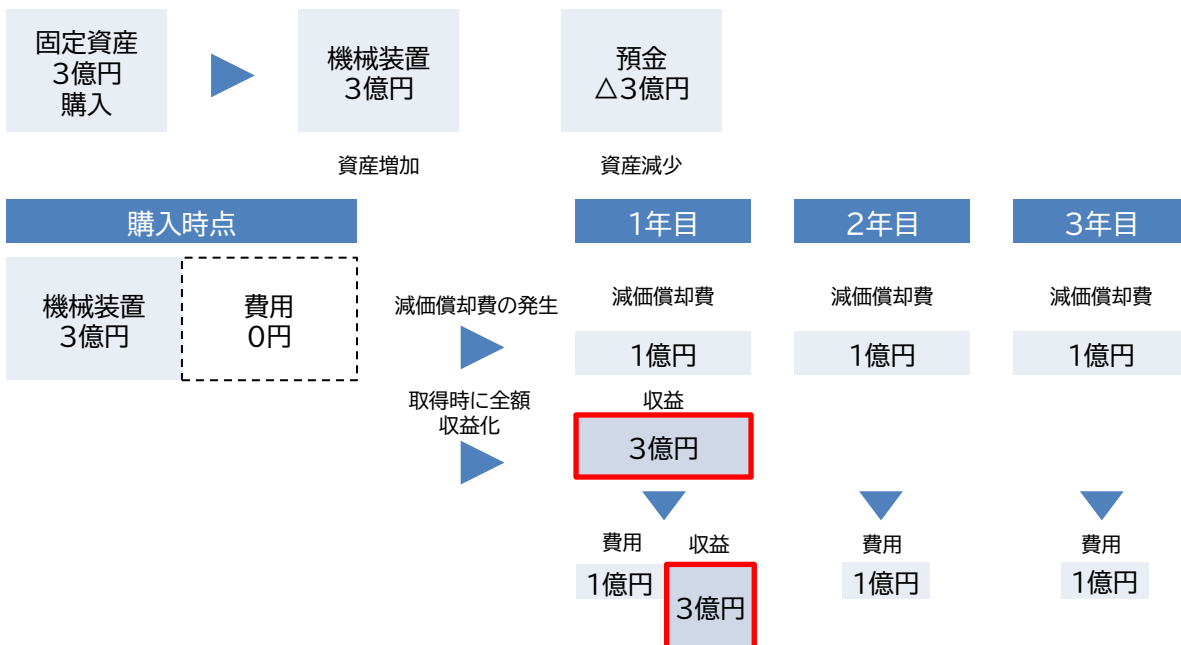 固定資産
3億円
購入
機械装置
3億円
預金
△3億円
資産増加
資産減少
購入時点
1年目
2年目
3年目
機械装置
3億円
費用
0円
減価償却費の発生
減価償却費
減価償却費
減価償却費
1億円
1億円
1億円
取得時に全額
収益化
収益
3億円
費用
収益
費用
費用
1億円
3億円
1億円
1億円